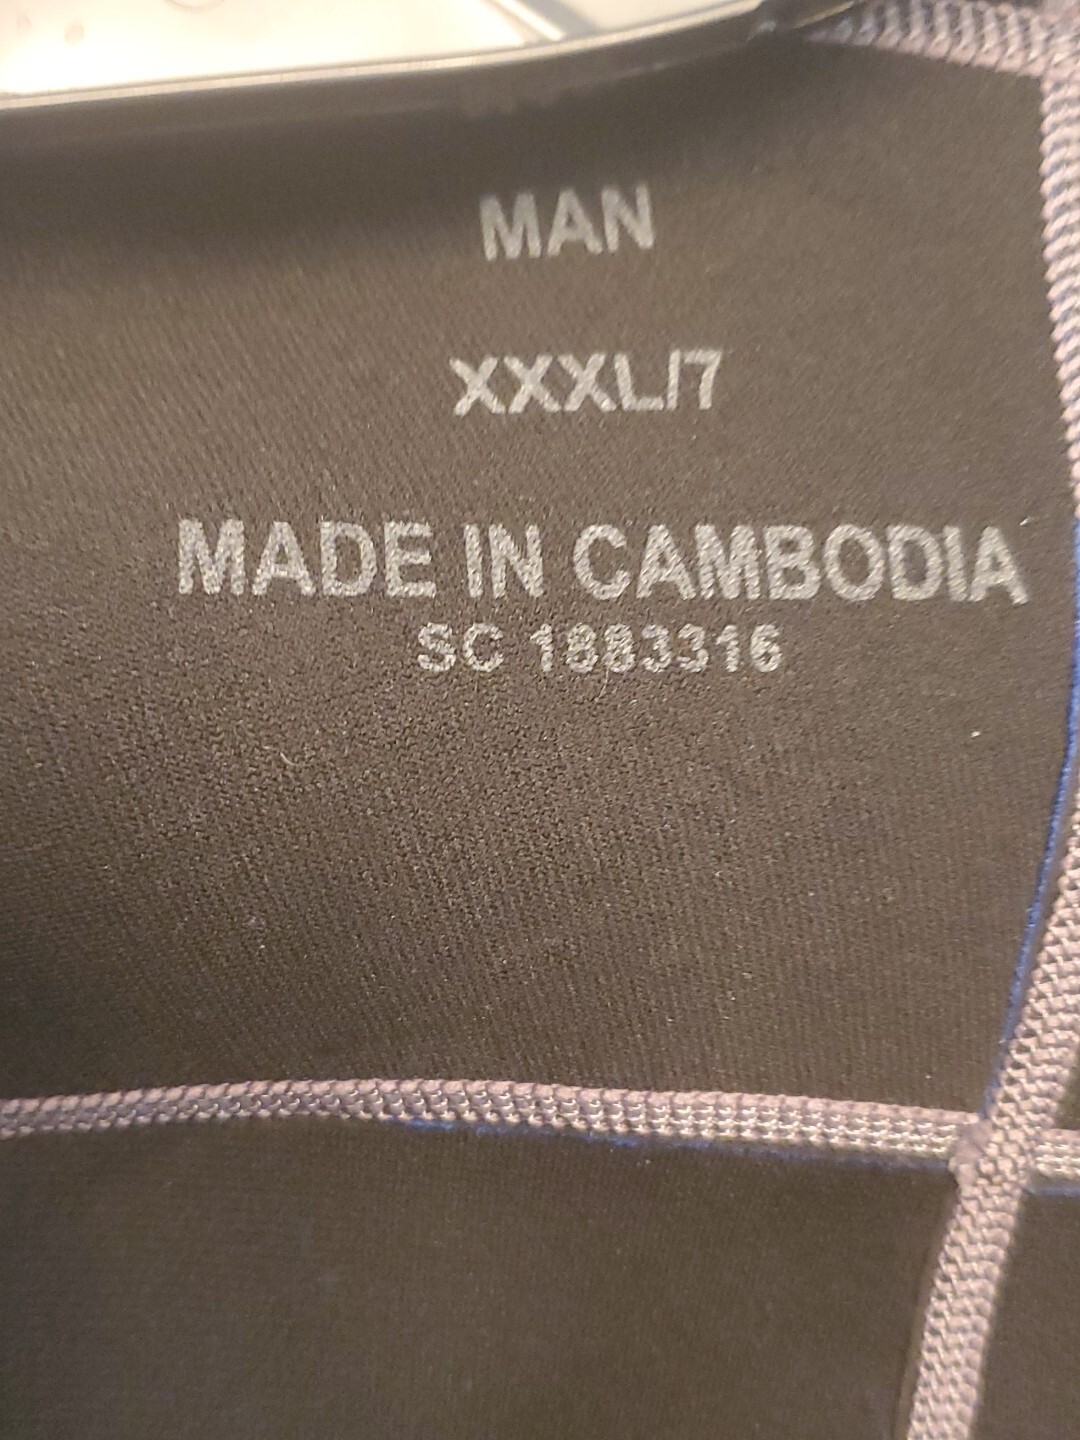 MAN
XXXL/7
MADE IN CAMBODIA
SC 1883316